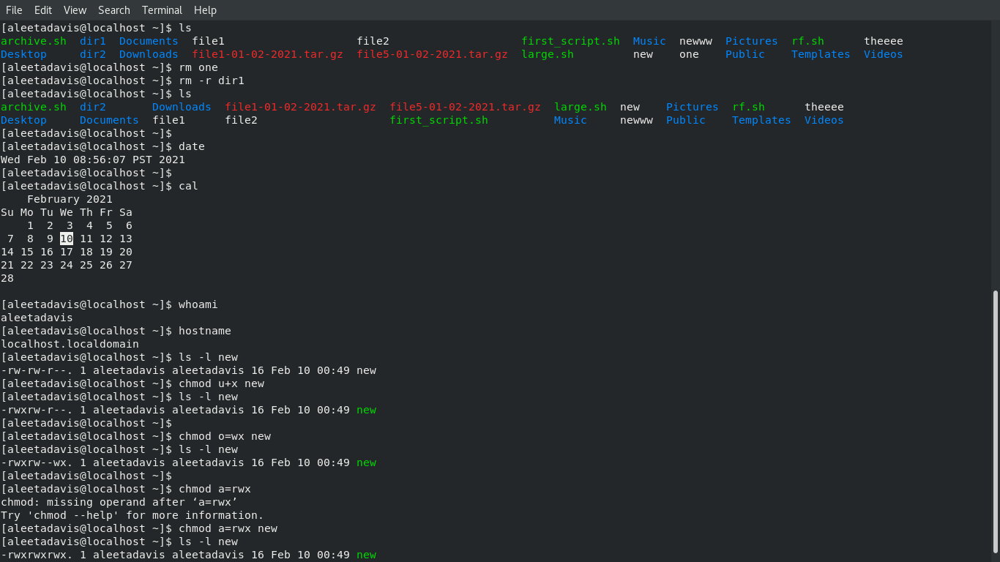 File Edit View Search Terminal Help
[aleetadavis@localhost ~]$ ls
archive.sh  dir1  Documents  file1                    file2                    first_script.sh  Music  newww  Pictures  rf.sh      theeee
Desktop     dir2  Downloads  file1-01-02-2021.tar.gz  file5-01-02-2021.tar.gz  large.sh         new    one    Public    Templates  Videos
[aleetadavis@localhost ~]$ rm one
[aleetadavis@localhost ~]$ rm -r dir1
[aleetadavis@localhost ~]$ ls
archive.sh  dir2       Downloads  file1-01-02-2021.tar.gz  file5-01-02-2021.tar.gz  large.sh  new    Pictures  rf.sh      theeee
Desktop     Documents  file1      file2                    first_script.sh          Music     newww  Public    Templates  Videos
[aleetadavis@localhost ~]$
[aleetadavis@localhost ~]$ date
Wed Feb 10 08:56:07 PST 2021
[aleetadavis@localhost ~]$
[aleetadavis@localhost ~]$ cal
    February 2021
Su Mo Tu We Th Fr Sa
    1  2  3  4  5  6
 7  8  9 10 11 12 13
14 15 16 17 18 19 20
21 22 23 24 25 26 27
28
[aleetadavis@localhost ~]$ whoami
aleetadavis
[aleetadavis@localhost ~]$ hostname
localhost.localdomain
[aleetadavis@localhost ~]$ ls -l new
-rw-rw-r--. 1 aleetadavis aleetadavis 16 Feb 10 00:49 new
[aleetadavis@localhost ~]$ chmod u+x new
[aleetadavis@localhost ~]$ ls -l new
-rwxrw-r--. 1 aleetadavis aleetadavis 16 Feb 10 00:49 new
[aleetadavis@localhost ~]$
[aleetadavis@localhost ~]$ chmod o=wx new
[aleetadavis@localhost ~]$ ls -l new
-rwxrw--wx. 1 aleetadavis aleetadavis 16 Feb 10 00:49 new
[aleetadavis@localhost ~]$
[aleetadavis@localhost ~]$ chmod a=rwx
chmod: missing operand after ‘a=rwx’
Try 'chmod --help' for more information.
[aleetadavis@localhost ~]$ chmod a=rwx new
[aleetadavis@localhost ~]$ ls -l new
-rwxrwxrwx. 1 aleetadavis aleetadavis 16 Feb 10 00:49 new